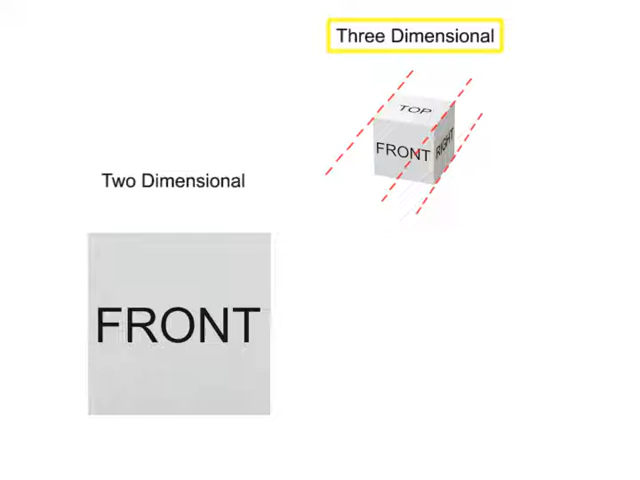 Three Dimensional
TOP
FRONT
RIGHT
Two Dimensional
FRONT